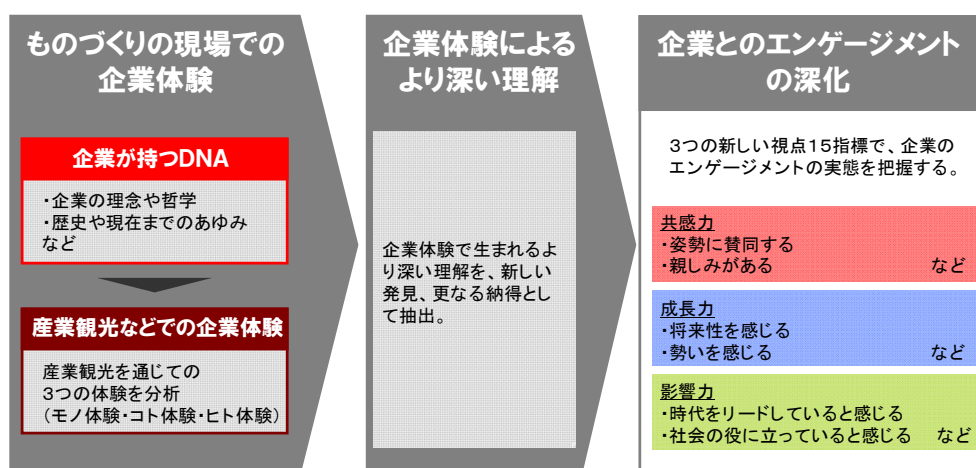 ものづくりの現場での
企業体験
企業が持つDNA
・企業の理念や哲学
・歴史や現在までのあゆみ
など
産業観光などでの企業体験
産業観光を通じての
3つの体験を分析
(モノ体験・コト体験・ヒト体験)
企業体験による
より深い理解
企業体験で生まれるよ
り深い理解を、新しい
発見、更なる納得とし
て抽出。
企業とのエンゲージメント
の深化
3つの新しい視点15指標で、企業の
エンゲージメントの実態を把握する。
共感力
・姿勢に賛同する
・親しみがある など
成長力
・将来性を感じる
・勢いを感じる など
影響力
・時代をリードしていると感じる
・社会の役に立っていると感じる など